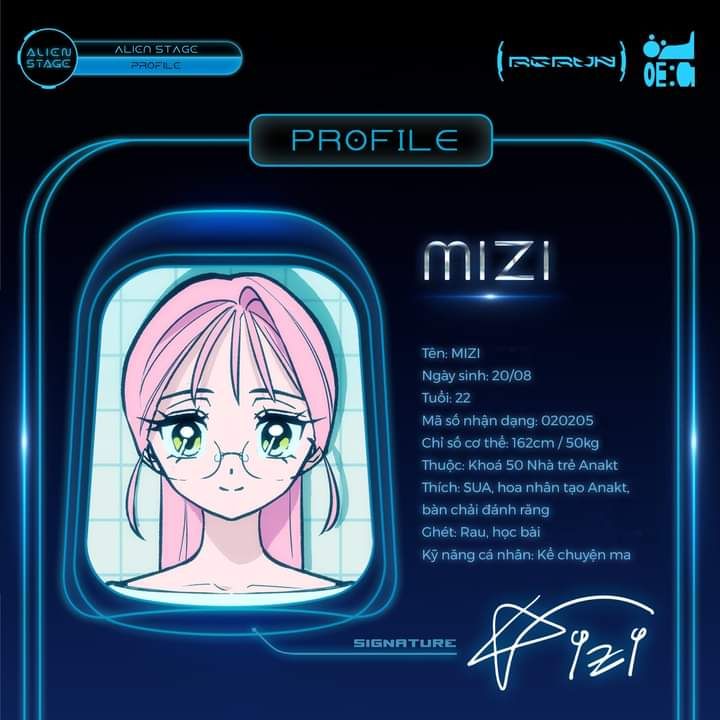 ALIEN STAGE
ALIEN STAGE
PROFILE
RERUN
PROFILE
MIZI
Tên: MIZI
Ngày sinh: 20/08
Tuổi: 22
Mã số nhận dạng: 020205
Chỉ số cơ thể: 162cm / 50kg
Thuộc: Khoá 50 Nhà trẻ Anakt
Thích: SUA, hoa nhân tạo Anakt,
bàn chải đánh răng
Ghét: Rau, học bài
Kỹ năng cá nhân: Kể chuyện ma
SIGNATURE
Mizi